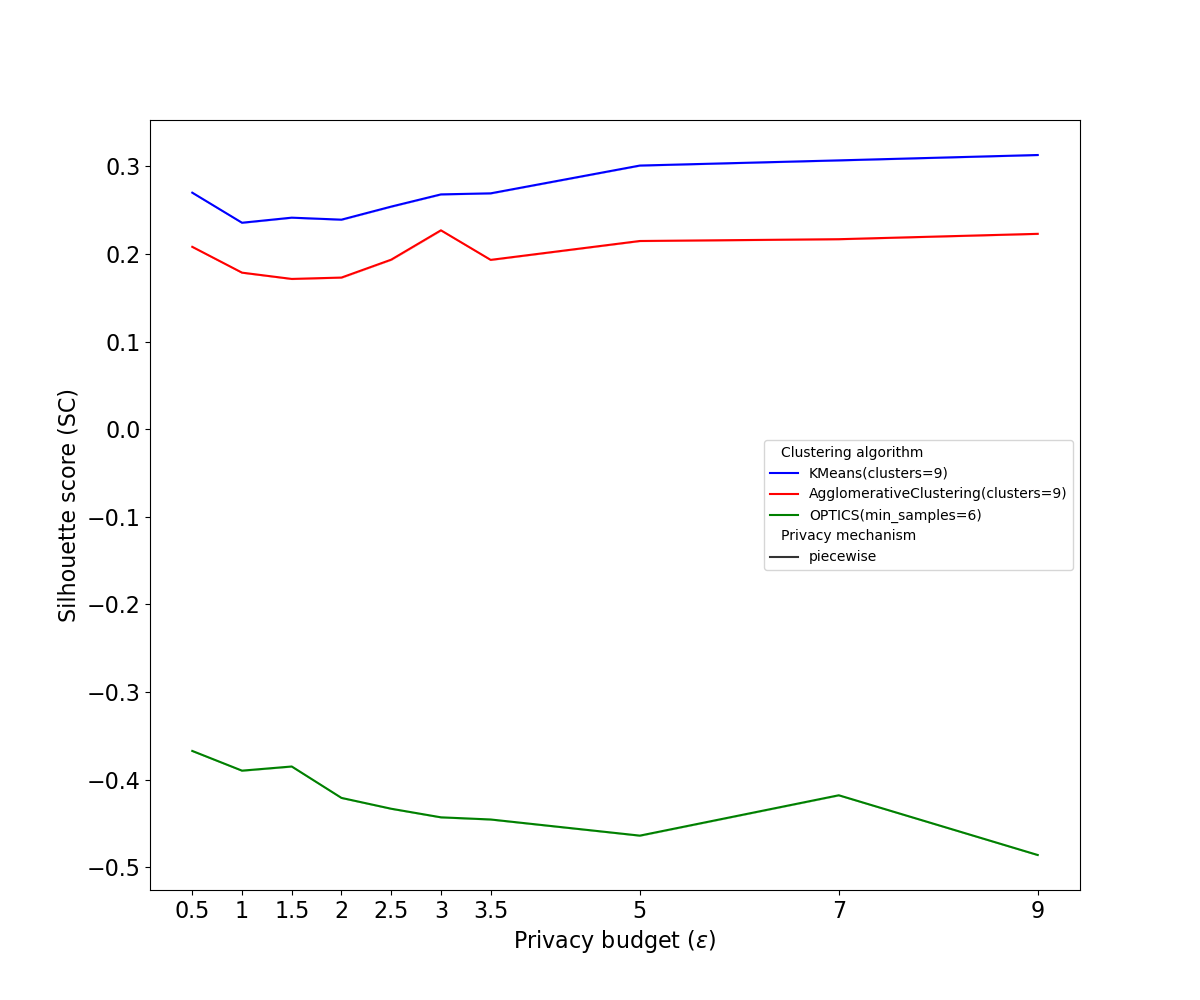 0.3
0.2
0.1
0.0
−0.1
−0.2
−0.3
−0.4
−0.5
Silhouette score (SC)
Clustering algorithm
KMeans(clusters=9)
AgglomerativeClustering(clusters=9)
OPTICS(min_samples=6)
Privacy mechanism
piecewise
0.5 1 1.5 2 2.5 3 3.5 5 7 9
Privacy budget (ε)